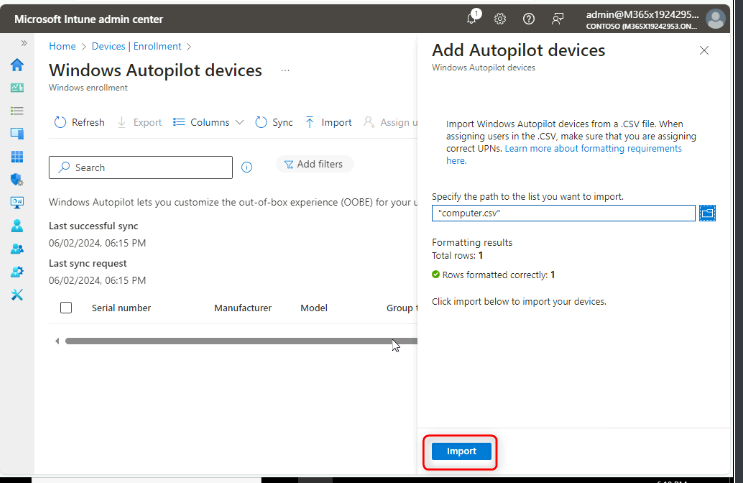 Microsoft Intune admin center
1
admin@M365x1924295...
CONTOSO (M365X19242953.ON...
Home > Devices | Enrollment >
Windows Autopilot devices ...
Windows enrollment
Refresh Export Columns Sync Import Assign u
Search
Add filters
Windows Autopilot lets you customize the out-of-box experience (OOBE) for your u
Last successful sync
06/02/2024, 06:15 PM
Last sync request
06/02/2024, 06:15 PM
Serial number Manufacturer Model Group t
Add Autopilot devices
Windows Autopilot devices
Import Windows Autopilot devices from a .CSV file. When
assigning users in the .CSV, make sure that you are assigning
correct UPNs. Learn more about formatting requirements
here.
Specify the path to the list you want to import.
"computer.csv"
Formatting results
Total rows: 1
Rows formatted correctly: 1
Click import below to import your devices.
Import